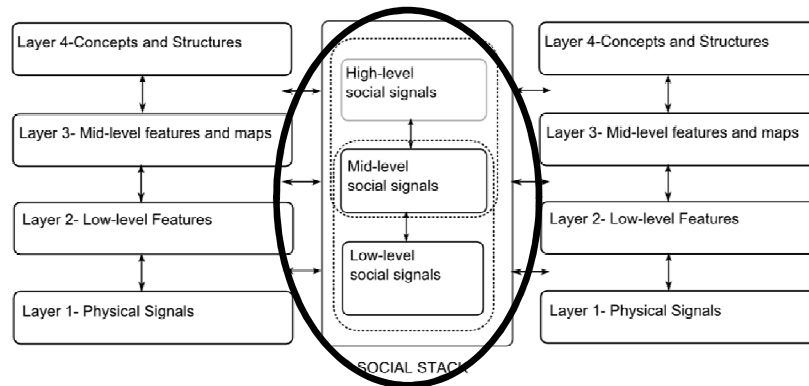 Layer 4-Concepts and Structures
Layer 3- Mid-level features and maps
Layer 2- Low-level Features
Layer 1- Physical Signals
High-level
social signals
Mid-level
social signals
Low-level
social signals
SOCIAL STACK
Layer 4-Concepts and Structures
Layer 3- Mid-level features and maps
Layer 2- Low-level Features
Layer 1- Physical Signals